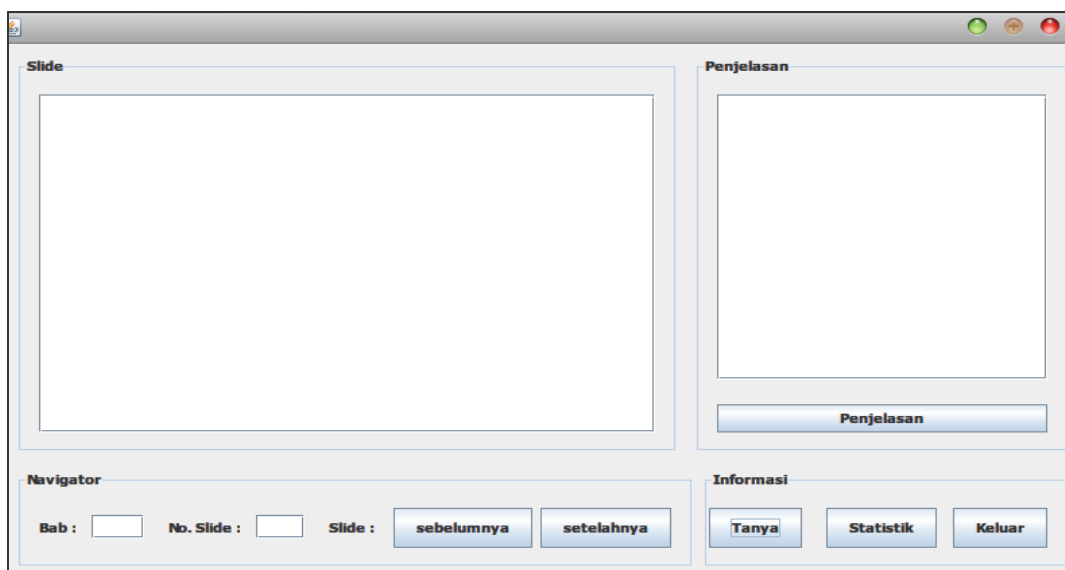 Slide
Penjelasan
Penjelasan
Navigator
Bab :
No. Slide :
Slide :
sebelumnya
setelahnya
Informasi
Tanya
Statistik
Keluar